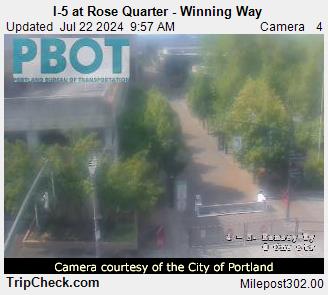 I-5 at Rose Quarter - Winning Way
Updated Jul 22 2024 9:57 AM Camera 4
PBOT
PORTLAND BUREAU OF TRANSPORTATION
Camera courtesy of the City of Portland
TripCheck.com Milepost302.00